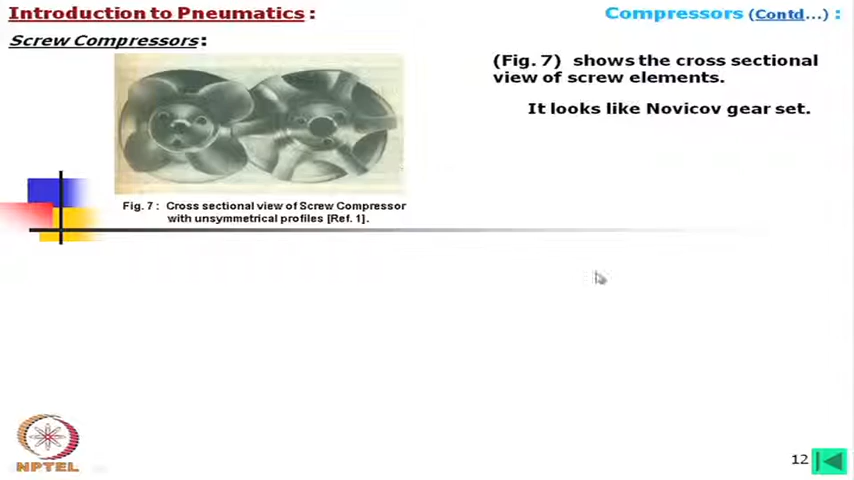 Introduction to Pneumatics :
Compressors (Contd...) :
Screw Compressors:
(Fig. 7) shows the cross sectional
view of screw elements.
It looks like Novicov gear set.
Fig. 7 : Cross sectional view of Screw Compressor
with unsymmetrical profiles [Ref. 1].
NPTEL
12